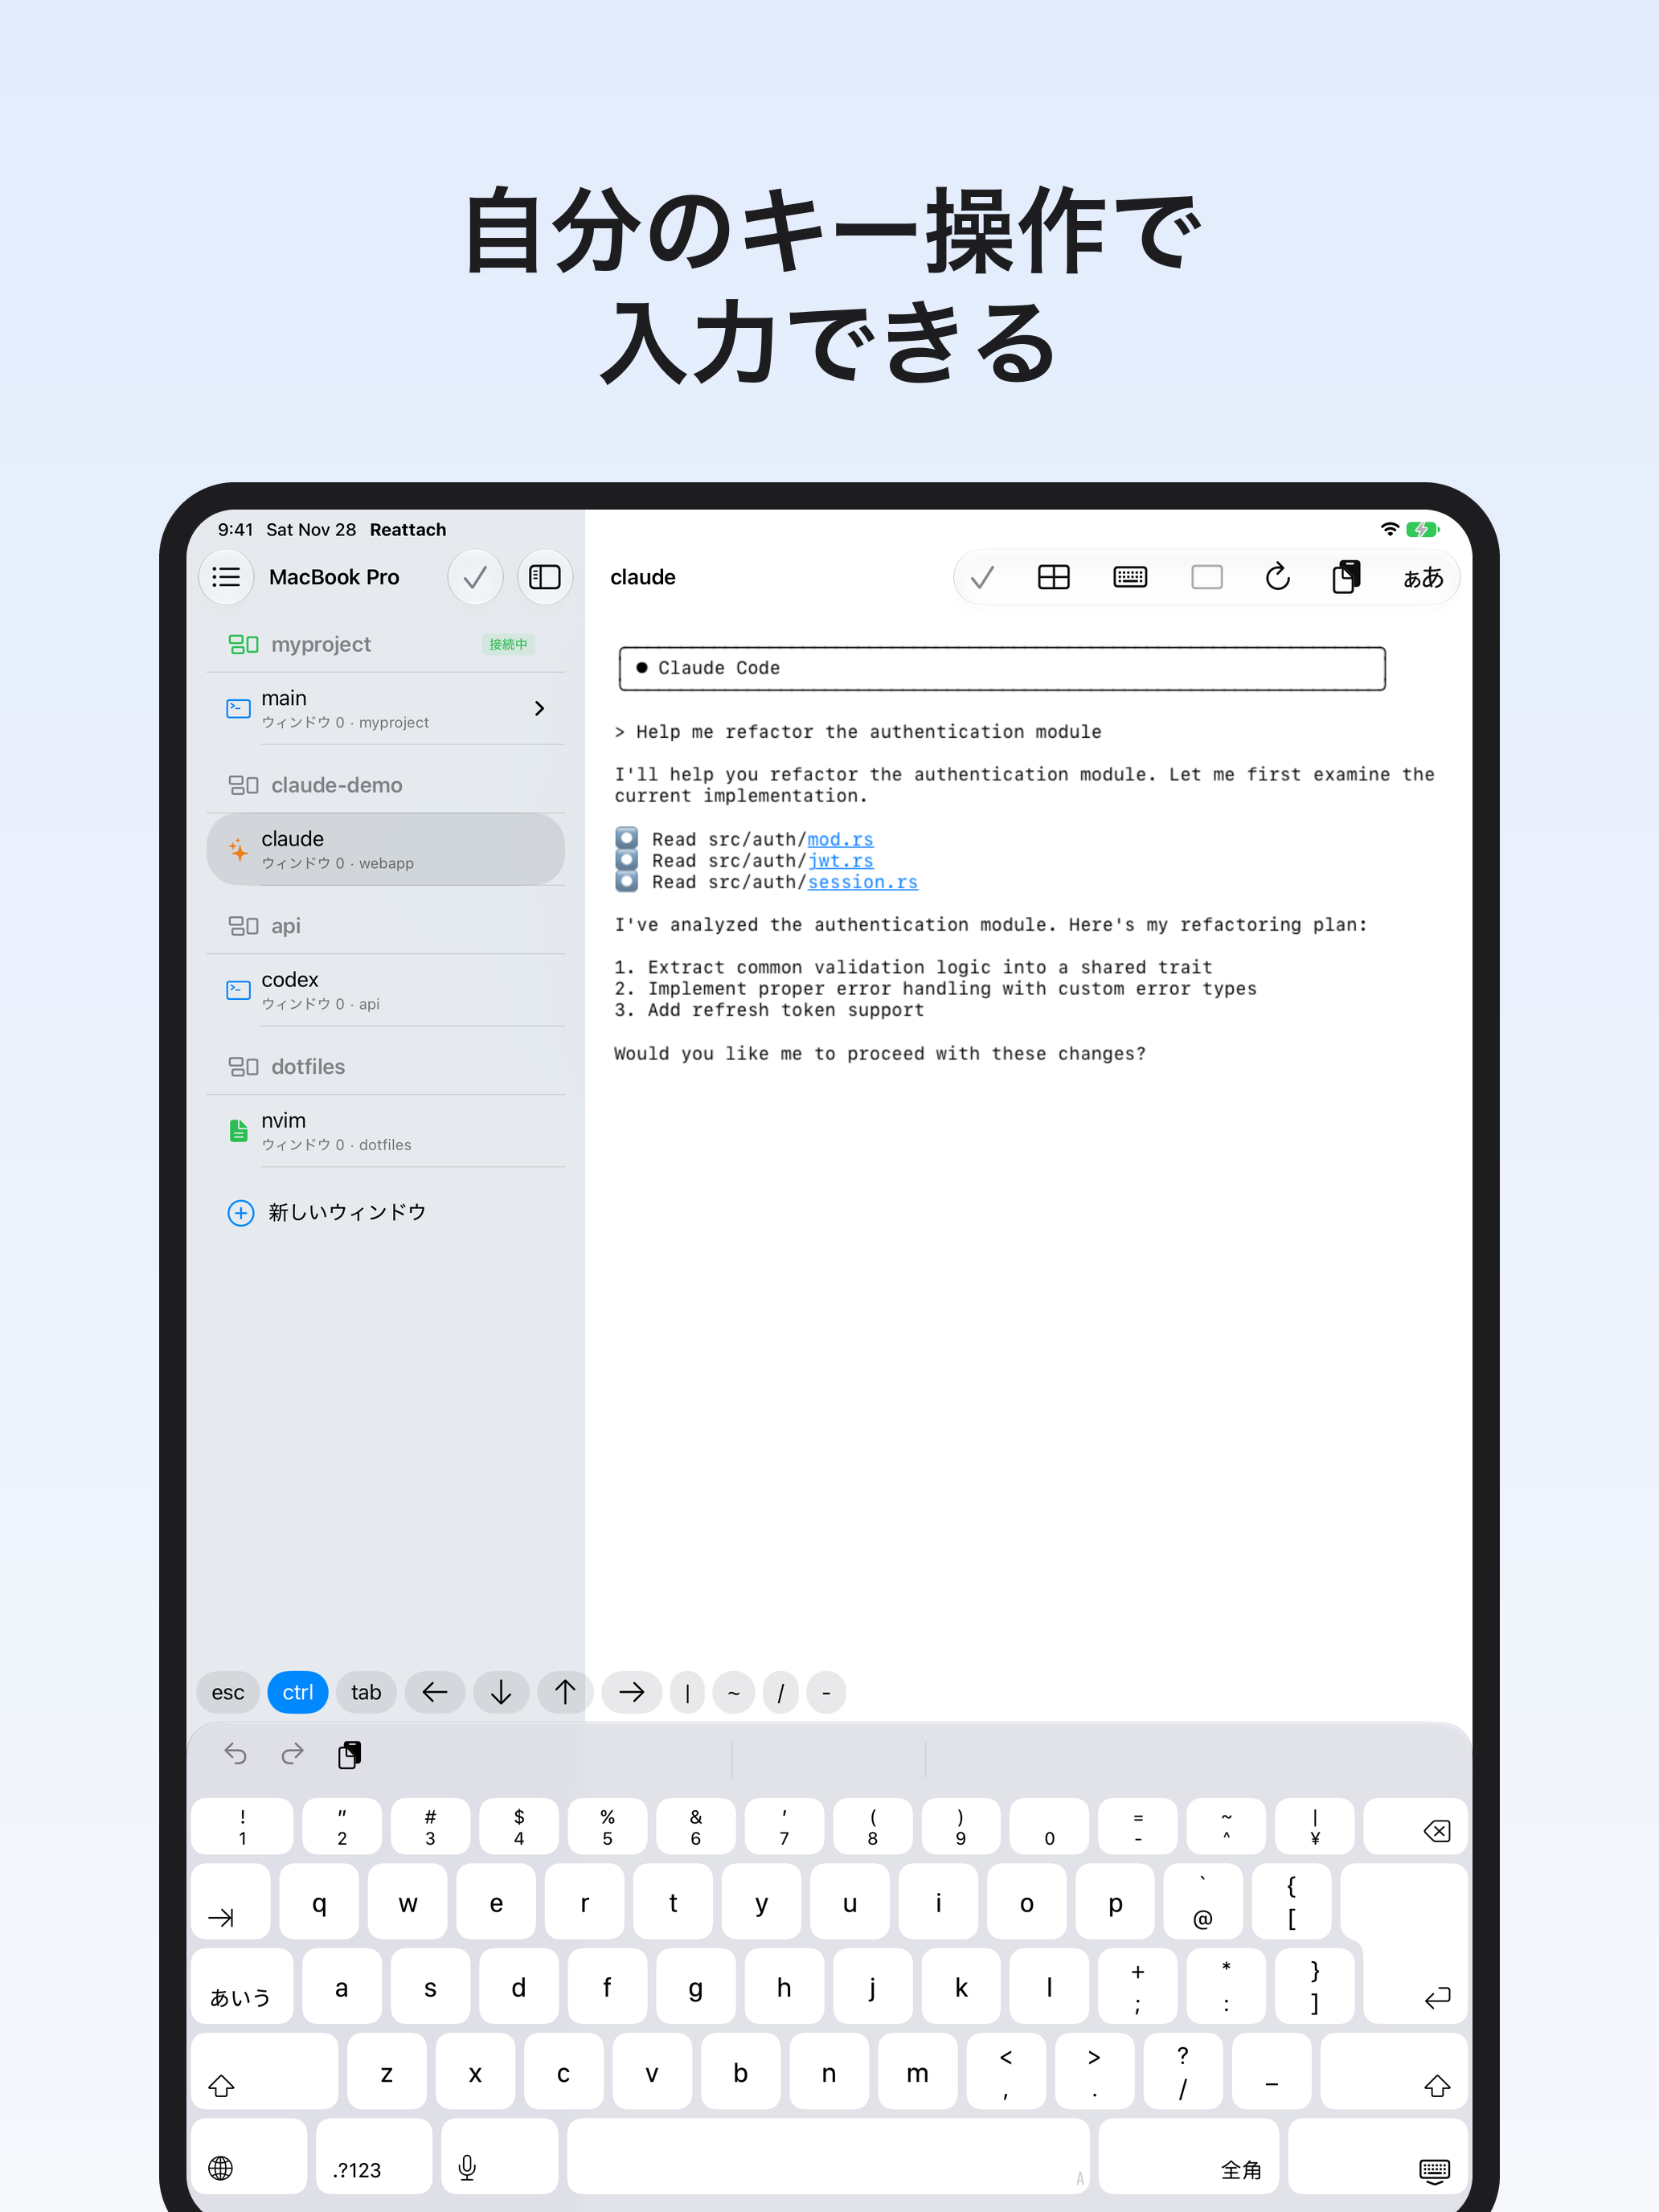 自分のキー操作で
入力できる
9:41 Sat Nov 28 Reattach
MacBook Pro
myproject 接続中
main
ウィンドウ 0 · myproject
claude-demo
claude
ウィンドウ 0 · webapp
api
codex
ウィンドウ 0 · api
dotfiles
nvim
ウィンドウ 0 · dotfiles
新しいウィンドウ
claude
ぁあ
● Claude Code
> Help me refactor the authentication module
I'll help you refactor the authentication module. Let me first examine the
current implementation.
Read src/auth/mod.rs
Read src/auth/jwt.rs
Read src/auth/session.rs
I've analyzed the authentication module. Here's my refactoring plan:
1. Extract common validation logic into a shared trait
2. Implement proper error handling with custom error types
3. Add refresh token support
Would you like me to proceed with these changes?
esc ctrl tab ← ↓ ↑ → | ~ / -
! " # $ % & ' ( ) = ~ |
1 2 3 4 5 6 7 8 9 0 - ^ ¥
q w e r t y u i o p ` @ { [
あいう a s d f g h j k l + ; * : } ]
z x c v b n m < , > . ? / _
.?123 A 全角